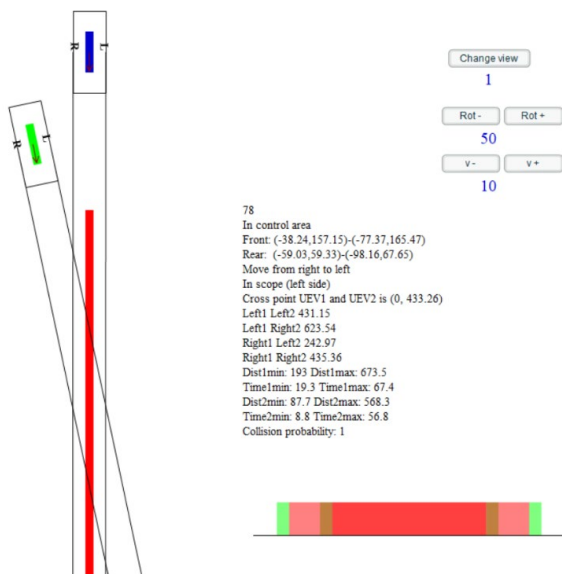 R L
Change view
1
R L
Rot - Rot +
50
v - v +
10
78
In control area
Front: (-38.24,157.15)-(-77.37,165.47)
Rear: (-59.03,59.33)-(-98.16,67.65)
Move from right to left
In scope (left side)
Cross point UEV1 and UEV2 is (0, 433.26)
Left1 Left2 431.15
Left1 Right2 623.54
Right1 Left2 242.97
Right1 Right2 435.36
Dist1min: 193 Dist1max: 673.5
Time1min: 19.3 Time1max: 67.4
Dist2min: 87.7 Dist2max: 568.3
Time2min: 8.8 Time2max: 56.8
Collision probability: 1